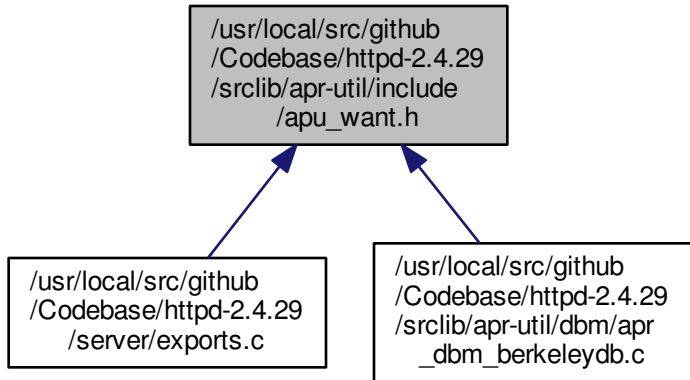 /usr/local/src/github
/Codebase/httpd-2.4.29
/srclib/apr-util/include
/apu_want.h
/usr/local/src/github
/Codebase/httpd-2.4.29
/server/exports.c
/usr/local/src/github
/Codebase/httpd-2.4.29
/srclib/apr-util/dbm/apr
_dbm_berkeleydb.c